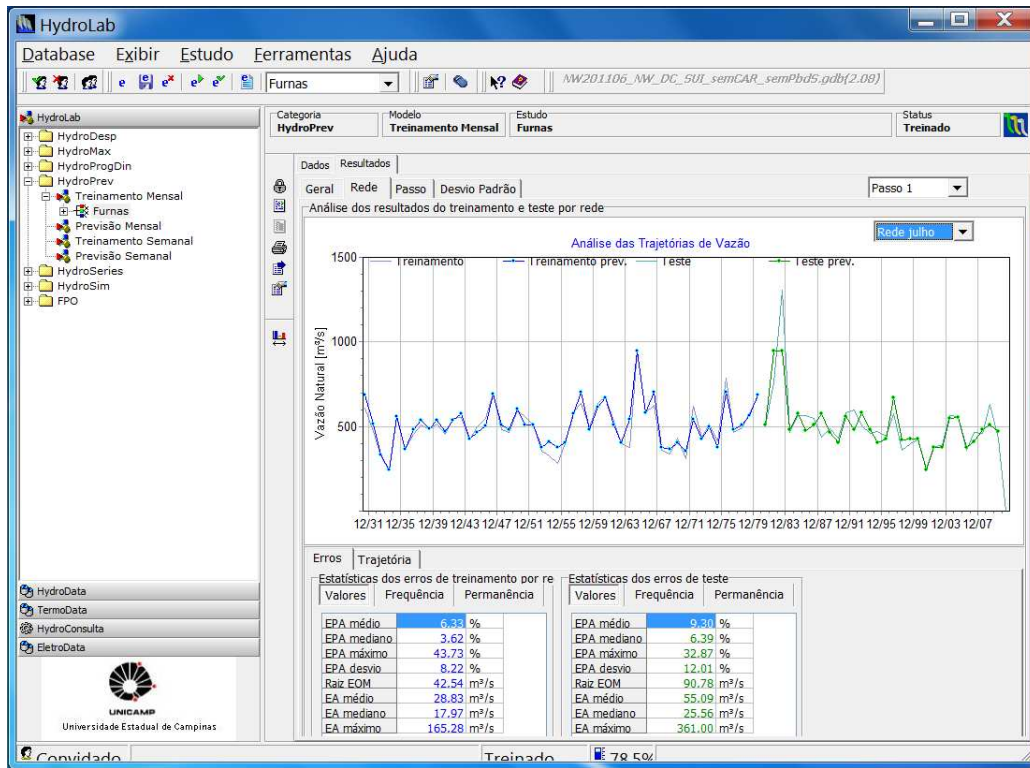 HydroLab
Database Exibir Estudo Ferramentas Ajuda
Furnas NW201106_NW_DC_SUI_semCAR_semPbdS.gdb(2.08)
HydroLab
HydroDesp
HydroMax
HydroProgDin
HydroPrev
Treinamento Mensal
Furnas
Previsão Mensal
Treinamento Semanal
Previsão Semanal
HydroSeries
HydroSim
FPO
HydroData
TermoData
HydroConsulta
EletroData
UNICAMP
Universidade Estadual de Campinas
Categoria Modelo Estudo Status
HydroPrev Treinamento Mensal Furnas Treinado
Dados Resultados
Geral Rede Passo Desvio Padrão Passo 1
Análise dos resultados do treinamento e teste por rede
Rede julho
Análise das Trajetórias de Vazão
Treinamento Treinamento prev. Teste Teste prev.
Vazão Natural [m³/s]
1500
1000
500
12/31 12/35 12/39 12/43 12/47 12/51 12/55 12/59 12/63 12/67 12/71 12/75 12/79 12/83 12/87 12/91 12/95 12/99 12/03 12/07
Erros Trajetória
Estatísticas dos erros de treinamento por re
Valores Frequência Permanência
EPA médio 6.33 %
EPA mediano 3.62 %
EPA máximo 43.73 %
EPA desvio 8.22 %
Raiz EQM 42.54 m³/s
EA médio 28.83 m³/s
EA mediano 17.97 m³/s
EA máximo 165.28 m³/s
Estatísticas dos erros de teste
Valores Frequência Permanência
EPA médio 9.30 %
EPA mediano 6.39 %
EPA máximo 32.87 %
EPA desvio 12.01 %
Raiz EQM 90.78 m³/s
EA médio 55.09 m³/s
EA mediano 25.56 m³/s
EA máximo 361.00 m³/s
Convidado Treinado 78.5%